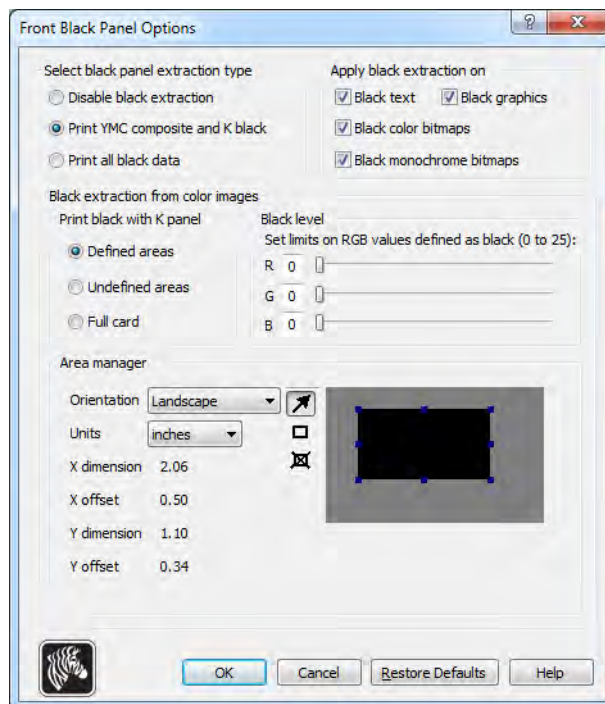 Front Black Panel Options
?
Select black panel extraction type
Disable black extraction
Print YMC composite and K black
Print all black data
Apply black extraction on
Black text Black graphics
Black color bitmaps
Black monochrome bitmaps
Black extraction from color images
Print black with K panel
Defined areas
Undefined areas
Full card
Black level
Set limits on RGB values defined as black (0 to 25):
R 0
G 0
B 0
Area manager
Orientation Landscape
Units inches
X dimension 2.06
X offset 0.50
Y dimension 1.10
Y offset 0.34
OK Cancel Restore Defaults Help